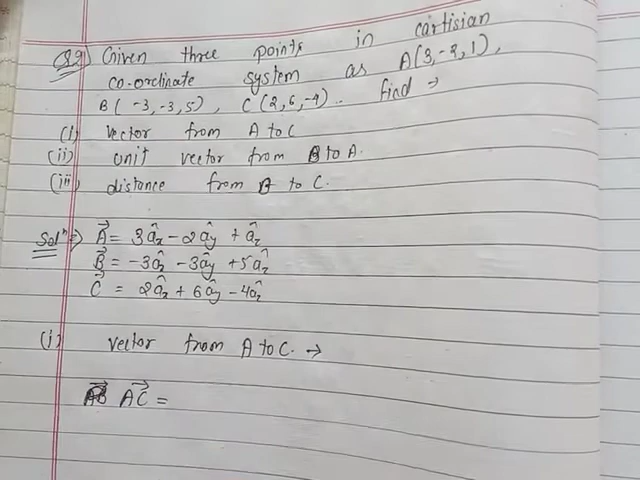 Q.2) Given three points in cartisian
co-ordinate system as A(3,-2,1),
B(-3,-3,5), C(2,6,-4). find →
(i) vector from A to C
(ii) unit vector from B to A.
(iii) distance from B to C.
Solⁿ ⇒ A⃗ = 3âx - 2ây + âz
B⃗ = -3âx - 3ây + 5âz
C⃗ = 2âx + 6ây - 4âz
(i) vector from A to C. →
AC⃗ =